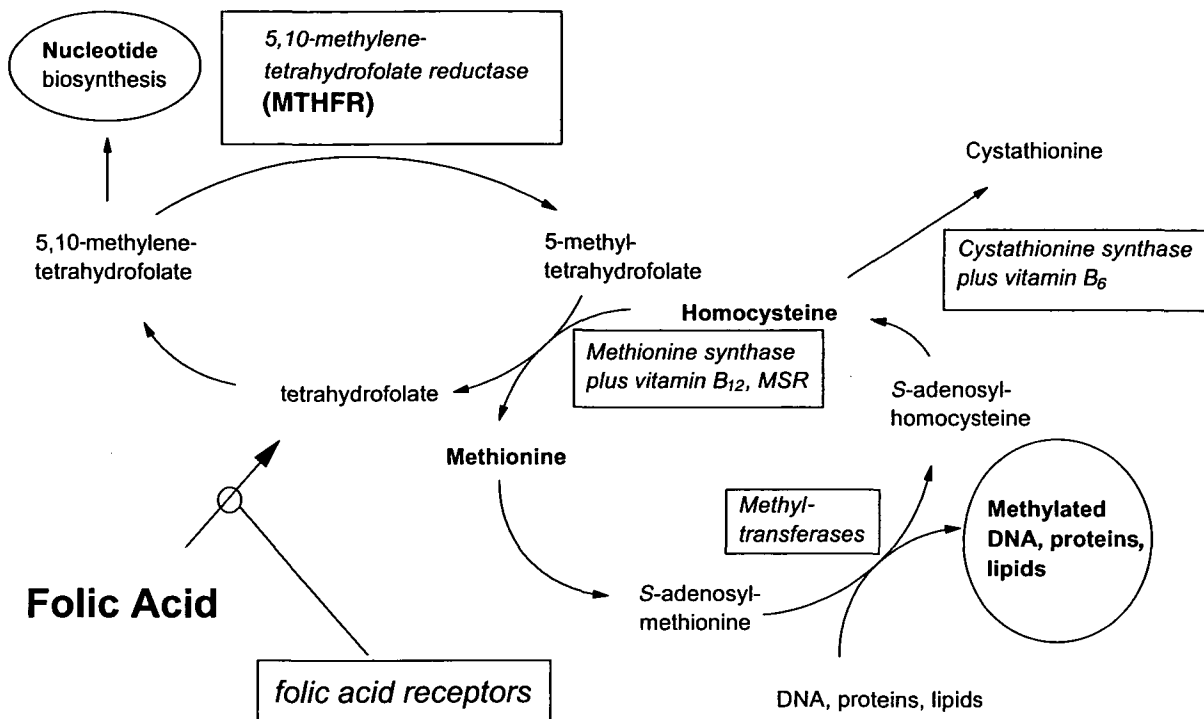 Nucleotide
biosynthesis
5,10-methylene-
tetrahydrofolate reductase
(MTHFR)
Cystathionine
5,10-methylene-
tetrahydrofolate
5-methyl-
tetrahydrofolate
Cystathionine synthase
plus vitamin B6
Homocysteine
Methionine synthase
plus vitamin B12, MSR
tetrahydrofolate
S-adenosyl-
homocysteine
Methionine
Methyl-
transferases
Methylated
DNA, proteins,
lipids
Folic Acid
S-adenosyl-
methionine
folic acid receptors
DNA, proteins, lipids